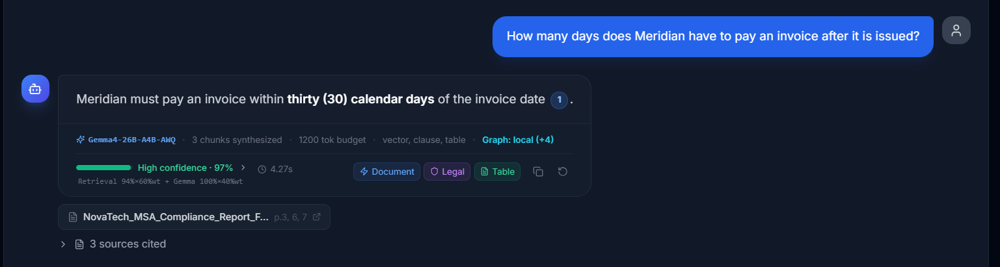 How many days does Meridian have to pay an invoice after it is issued?
Meridian must pay an invoice within thirty (30) calendar days of the invoice date 1 .
Gemma4-26B-A4B-AWQ · 3 chunks synthesized · 1200 tok budget · vector, clause, table · Graph: local (+4)
High confidence · 97% 4.27s Document Legal Table
Retrieval 94%×60%wt + Gemma 100%×40%wt
NovaTech_MSA_Compliance_Report_F... p.3, 6, 7
3 sources cited